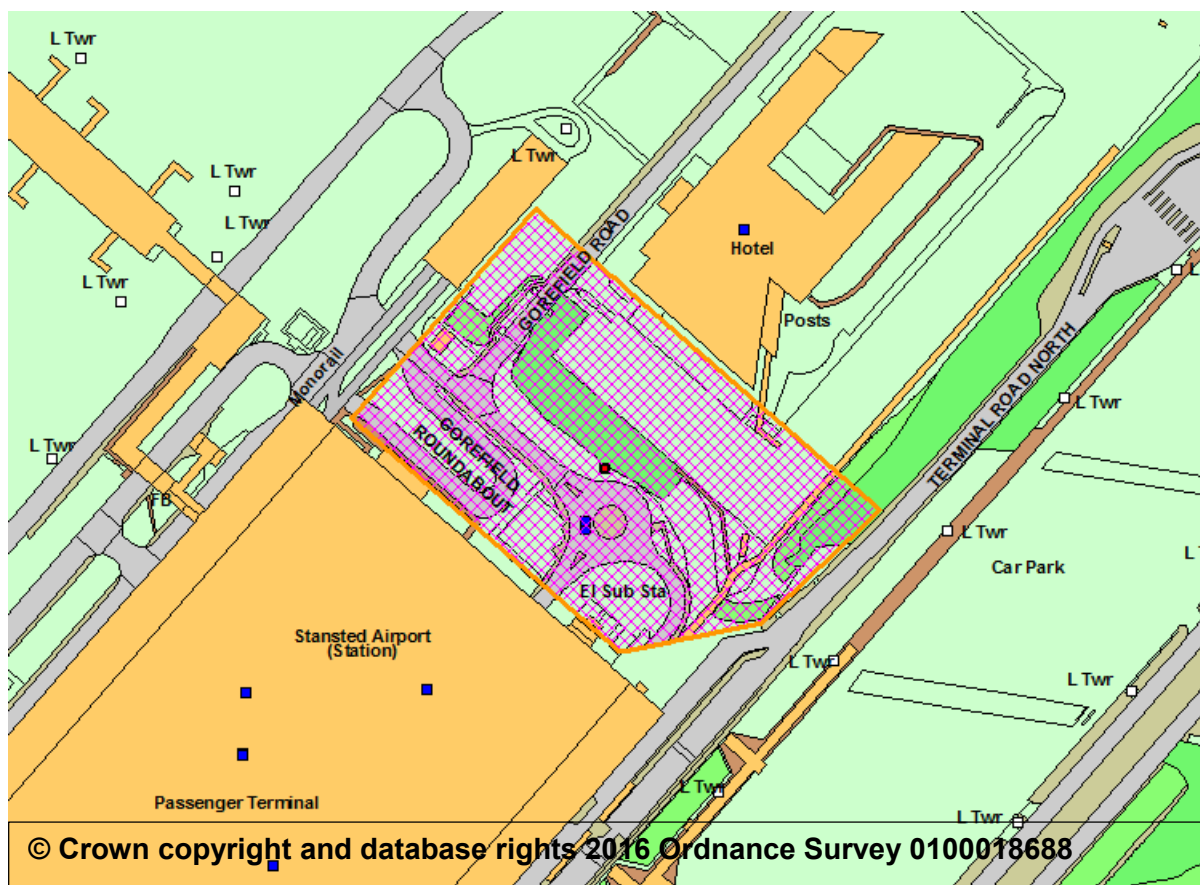 L Twr
L Twr
L Twr
L Twr
L Twr
GOREFIELD ROAD
Hotel
Posts
Monorail
L Twr
L Twr
TERMINAL ROAD NORTH
GOREFIELD
ROUNDABOUT
FB
L Twr
Car Park
El Sub Sta
Stansted Airport
(Station)
L Twr
L Twr
Passenger Terminal
L Twr
L Twr
© Crown copyright and database rights 2016 Ordnance Survey 0100018688